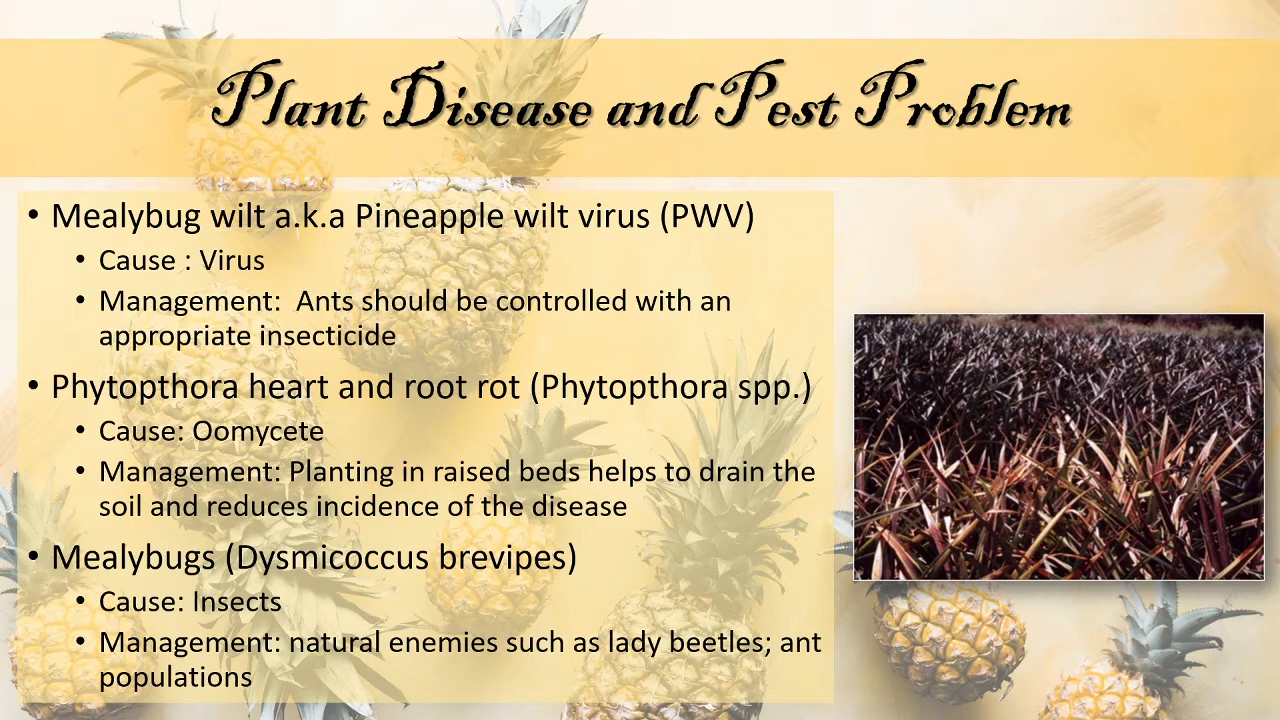 Plant Disease and Pest Problem
• Mealybug wilt a.k.a Pineapple wilt virus (PWV)
• Cause : Virus
• Management:  Ants should be controlled with an
appropriate insecticide
• Phytopthora heart and root rot (Phytopthora spp.)
• Cause: Oomycete
• Management: Planting in raised beds helps to drain the
soil and reduces incidence of the disease
• Mealybugs (Dysmicoccus brevipes)
• Cause: Insects
• Management: natural enemies such as lady beetles; ant
populations